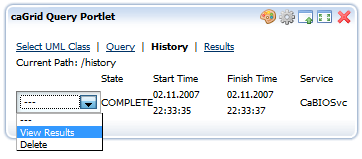 caGrid Query Portlet
Select UML Class | Query | History | Results
Current Path: /history
State Start Time Finish Time Service
--- COMPLETE 02.11.2007 22:33:35 02.11.2007 22:33:37 CaBIOSvc
---
View Results
Delete